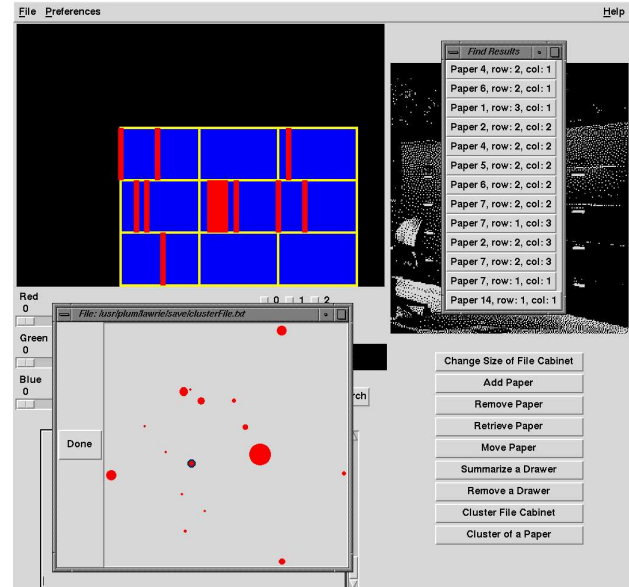 File Preferences Help
Find Results
Paper 4, row: 2, col: 1
Paper 6, row: 2, col: 1
Paper 1, row: 3, col: 1
Paper 2, row: 2, col: 2
Paper 4, row: 2, col: 2
Paper 5, row: 2, col: 2
Paper 6, row: 2, col: 2
Paper 7, row: 2, col: 2
Paper 7, row: 1, col: 3
Paper 2, row: 2, col: 3
Paper 7, row: 2, col: 3
Paper 7, row: 1, col: 1
Paper 14, row: 1, col: 1
Red
0
0 1 2
File: /usr/plum/lawrie/save/clusterFile.txt
Green
0
Blue
0
rch
Done
Change Size of File Cabinet
Add Paper
Remove Paper
Retrieve Paper
Move Paper
Summarize a Drawer
Remove a Drawer
Cluster File Cabinet
Cluster of a Paper